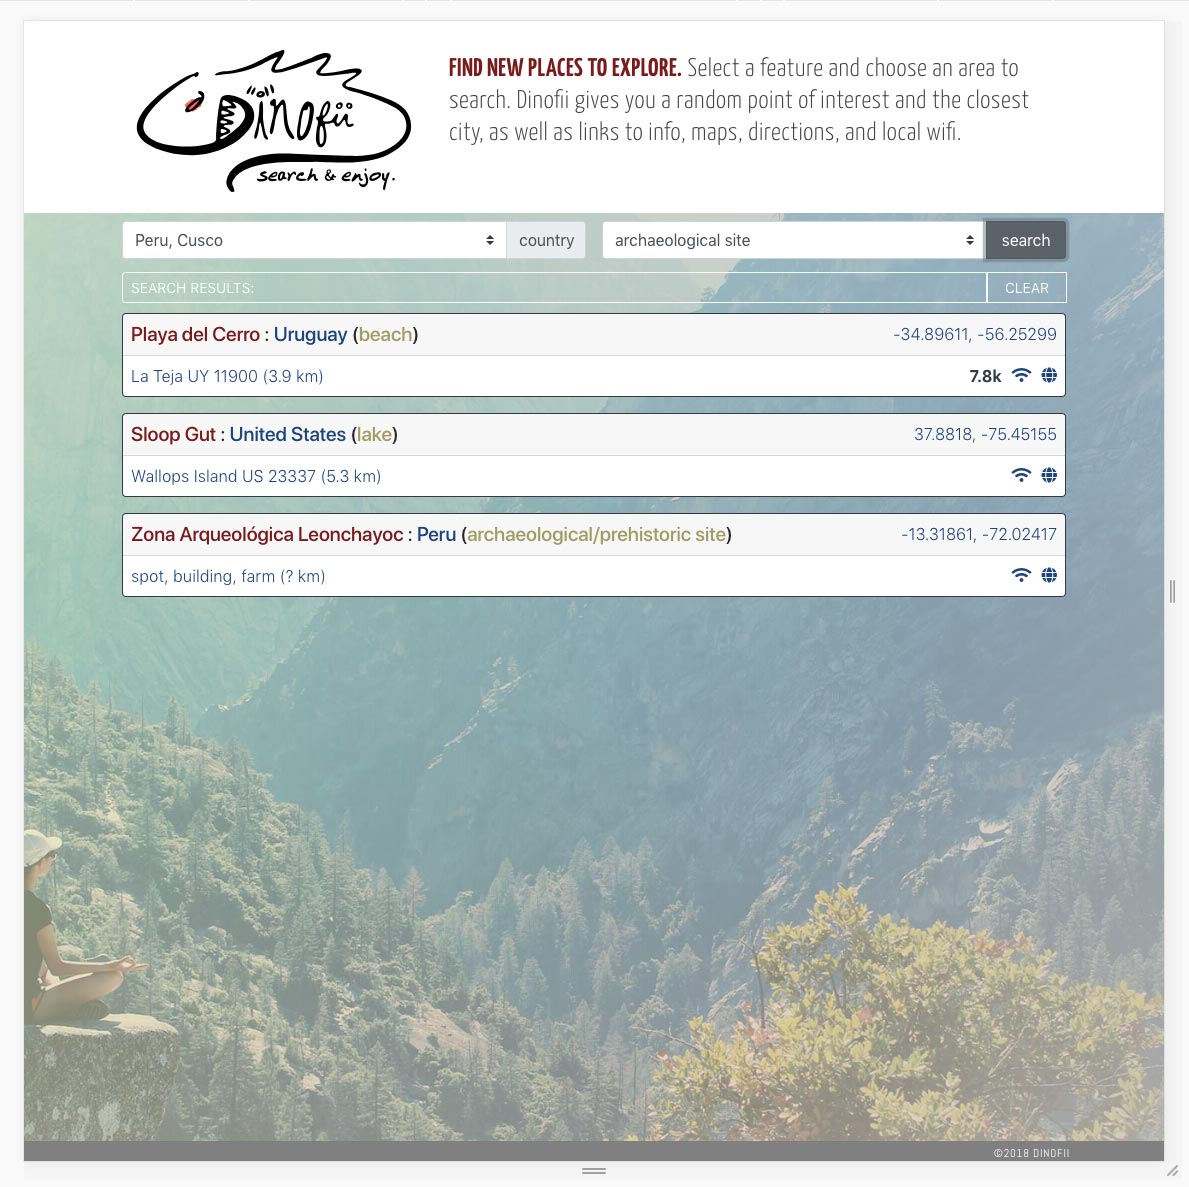 Dinofii
search & enjoy.
FIND NEW PLACES TO EXPLORE. Select a feature and choose an area to
search. Dinofii gives you a random point of interest and the closest
city, as well as links to info, maps, directions, and local wifi.
Peru, Cusco country archaeological site search
SEARCH RESULTS: CLEAR
Playa del Cerro : Uruguay (beach) -34.89611, -56.25299
La Teja UY 11900 (3.9 km) 7.8k
Sloop Gut : United States (lake) 37.8818, -75.45155
Wallops Island US 23337 (5.3 km)
Zona Arqueológica Leonchayoc : Peru (archaeological/prehistoric site) -13.31861, -72.02417
spot, building, farm (? km)
©2018 DINOFII